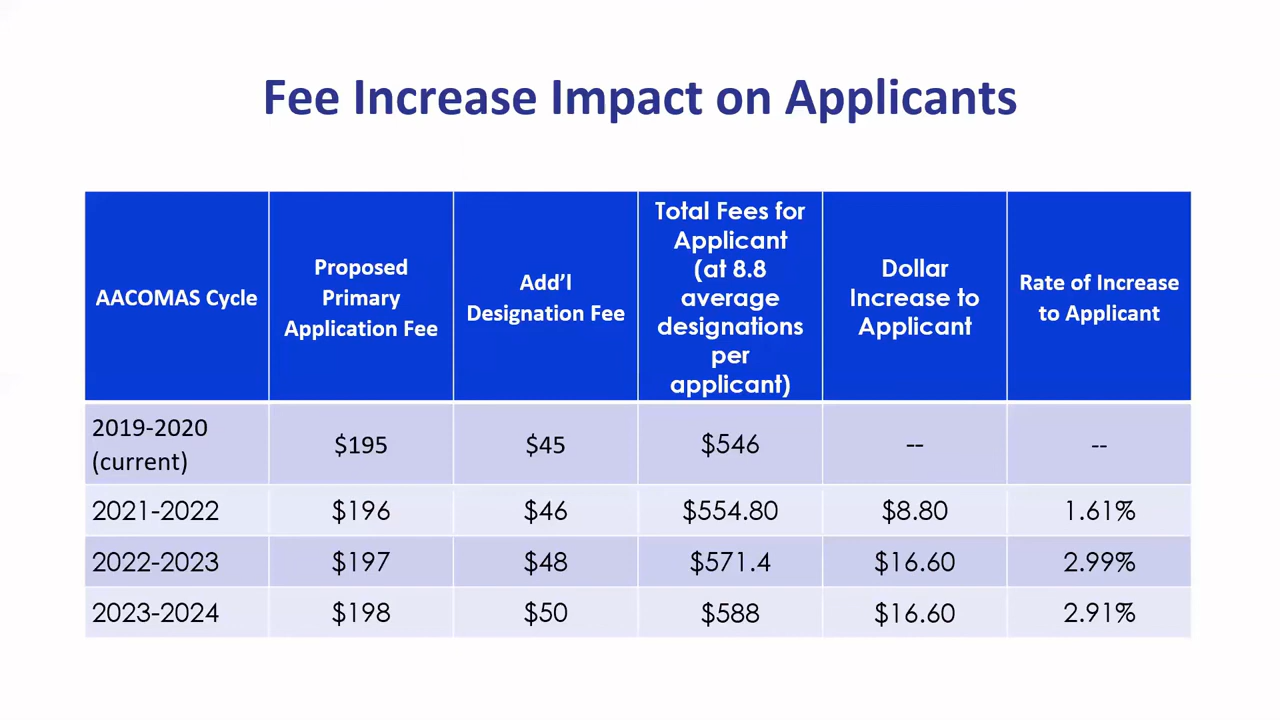 Fee Increase Impact on Applicants
AACOMAS Cycle
Proposed
Primary
Application Fee
Add’l
Designation Fee
Total Fees for
Applicant
(at 8.8
average
designations
per
applicant)
Dollar
Increase to
Applicant
Rate of Increase
to Applicant
2019-2020
(current)
$195
$45
$546
--
--
2021-2022
$196
$46
$554.80
$8.80
1.61%
2022-2023
$197
$48
$571.4
$16.60
2.99%
2023-2024
$198
$50
$588
$16.60
2.91%